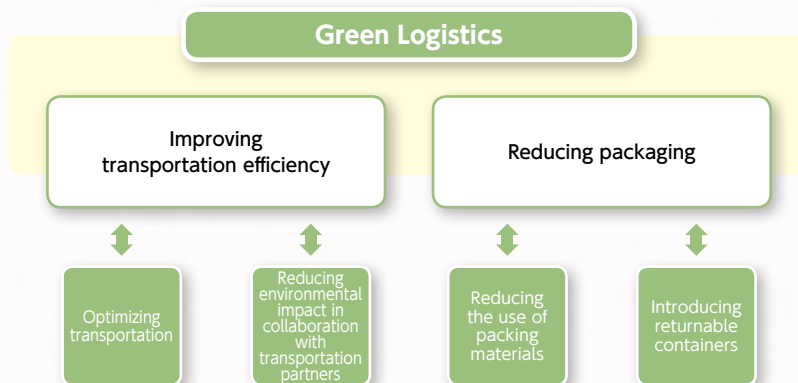 Green Logistics
Improving
transportation efficiency
Reducing packaging
Optimizing
transportation
Reducing
environmental
impact in
collaboration
with
transportation
partners
Reducing
the use of
packing
materials
Introducing
returnable
containers